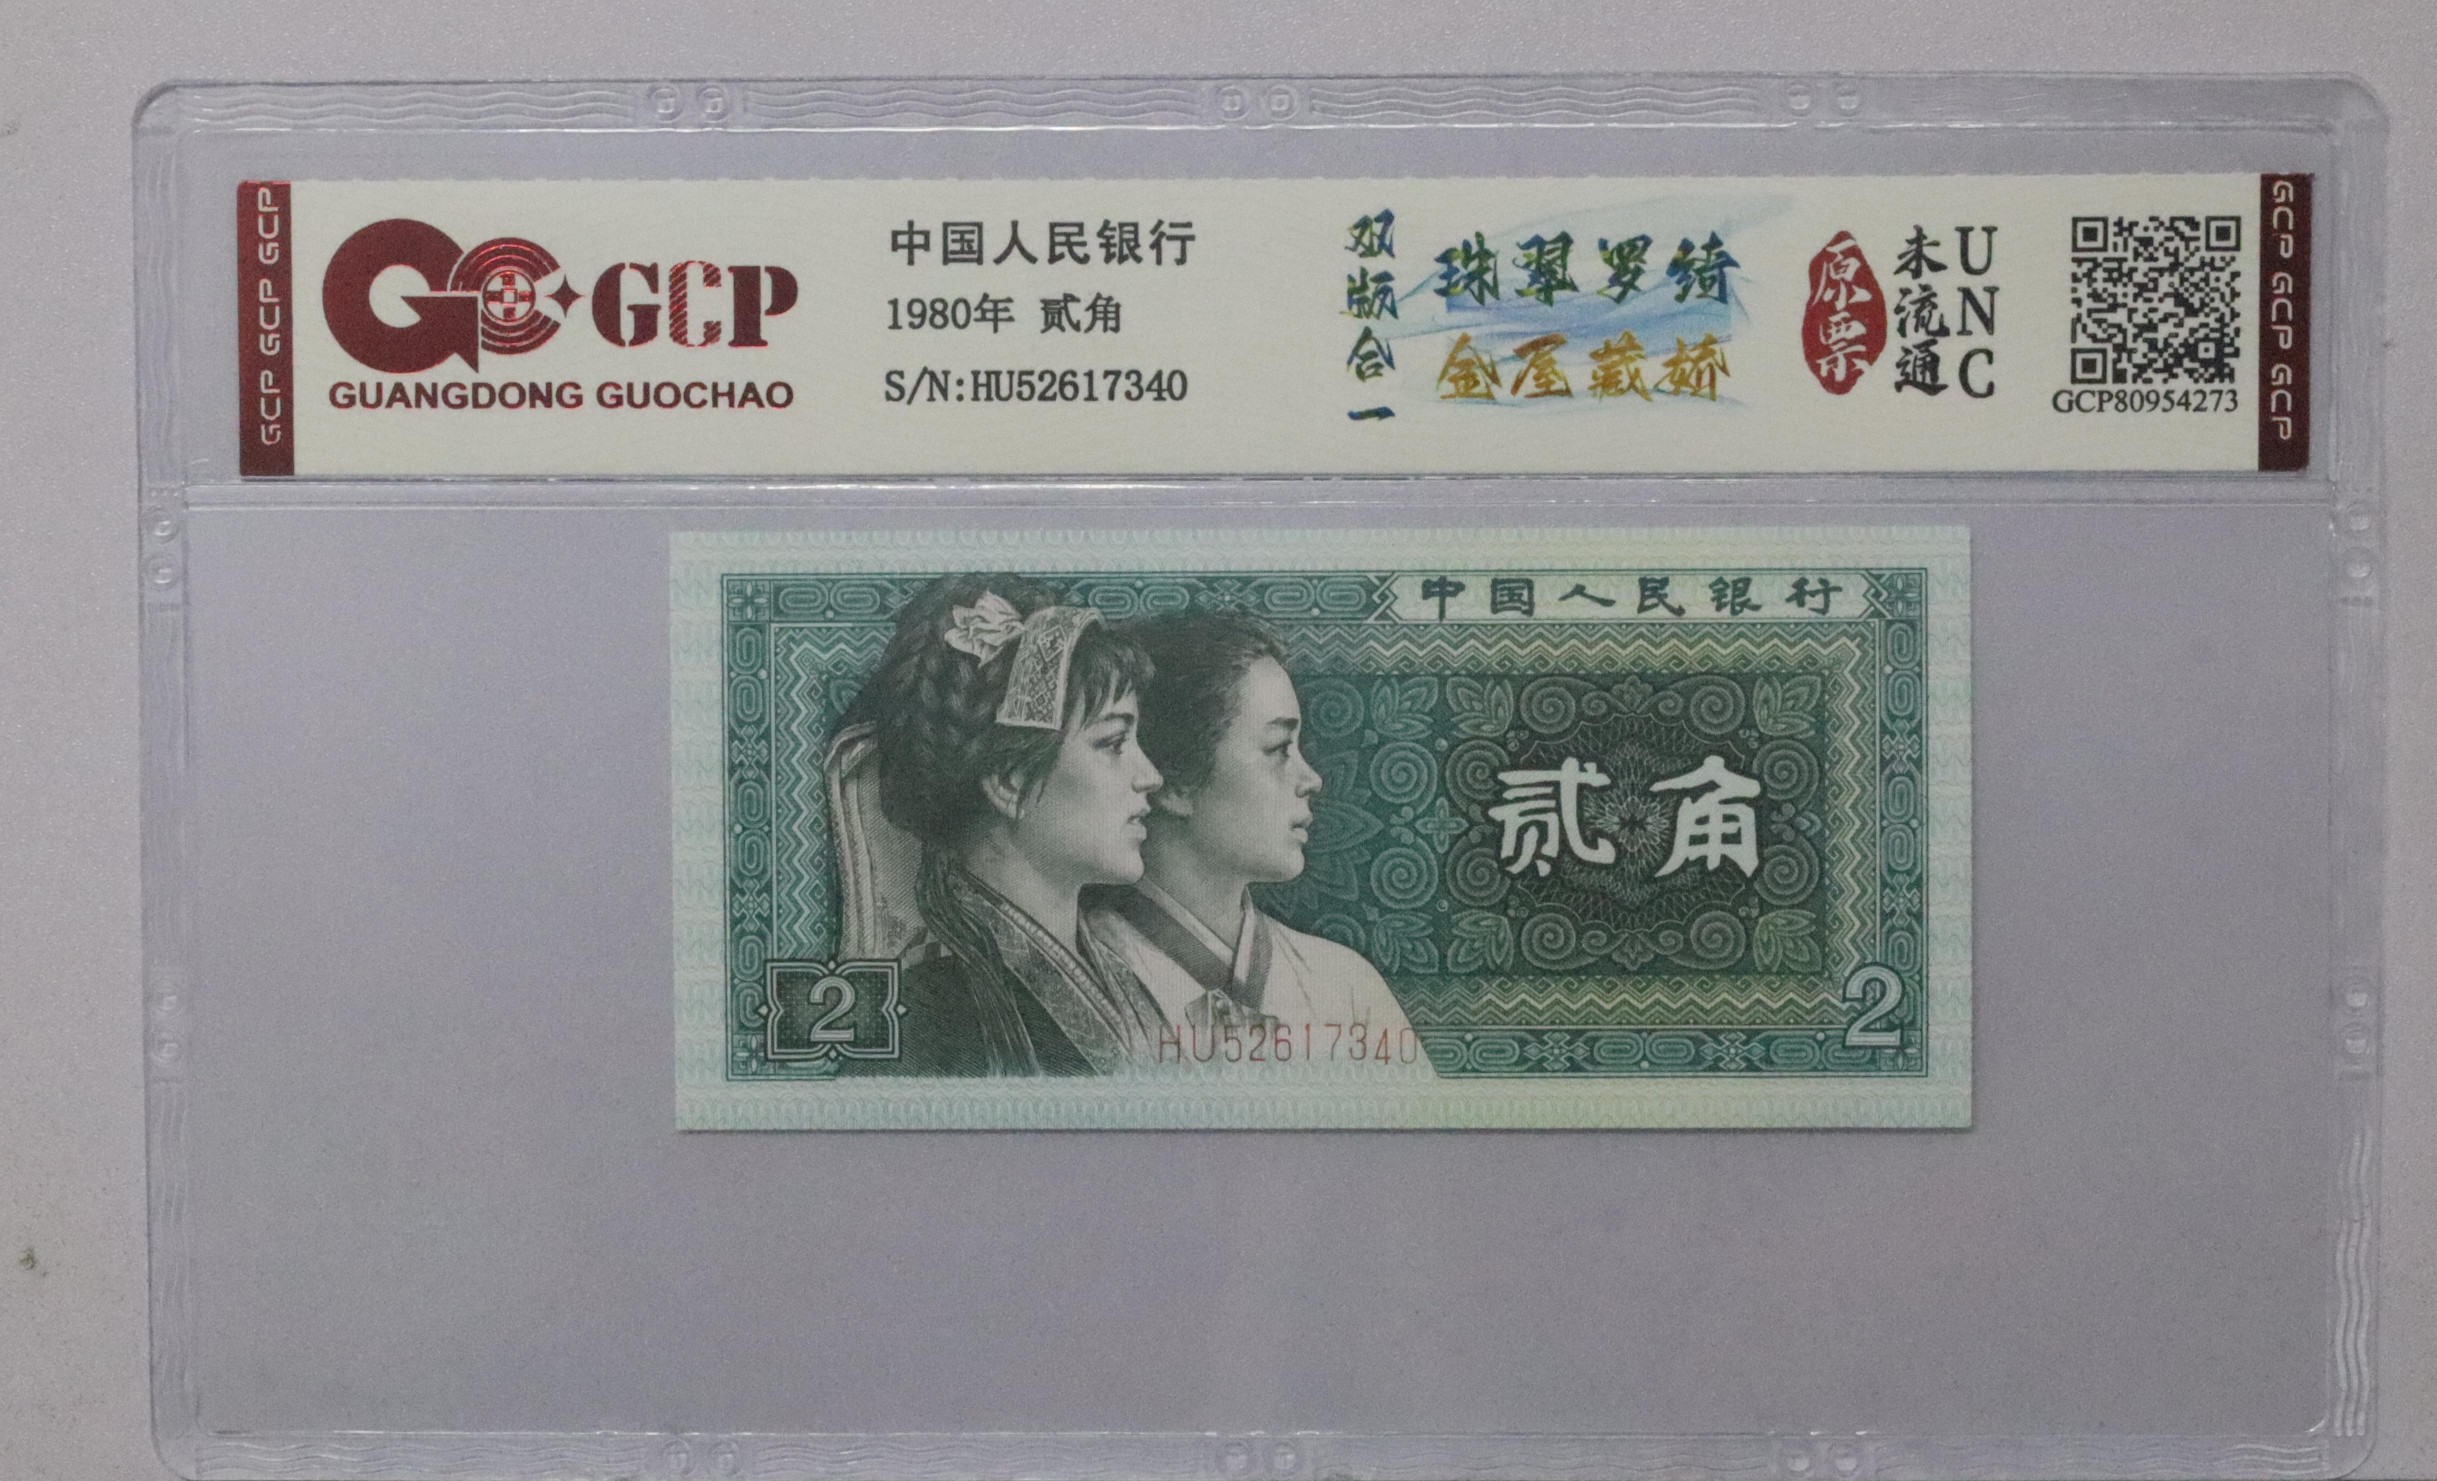 GCP GCP GCP
GCP
GUANGDONG GUOCHAO
中国人民银行
1980年 贰角
S/N:HU52617340
双版合一
珠翠罗绮
金屋藏娇
原票
未流通
UNC
GCP80954273
GCP GCP GCP
中国人民银行
贰角
2
HU52617340
2